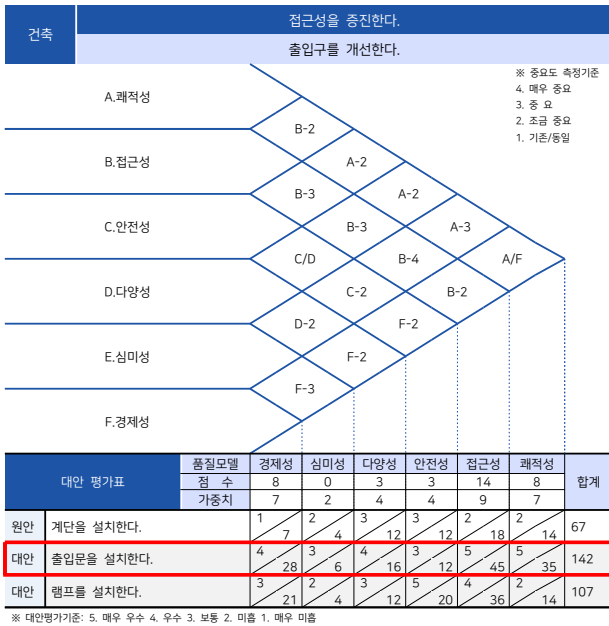 건축
접근성을 증진한다.
출입구를 개선한다.
※ 중요도 측정기준
4. 매우 중요
3. 중 요
2. 조금 중요
1. 기존/동일
A.쾌적성
B-2
A-2
B.접근성
B-3
A-2
C.안전성
B-3
A-3
C/D
B-4
A/F
D.다양성
C-2
B-2
D-2
F-2
E.심미성
F-2
F-3
F.경제성
대안 평가표
품질모델 경제성 심미성 다양성 안전성 접근성 쾌적성 합계
점 수 8 0 3 3 14 8
가중치 7 2 4 4 9 7
원안 계단을 설치한다. 1 7 2 4 3 12 3 12 2 18 2 14 67
대안 출입문을 설치한다. 4 28 3 6 4 16 3 12 5 45 5 35 142
대안 램프를 설치한다. 3 21 2 4 3 12 5 20 4 36 2 14 107
※ 대안평가기준: 5. 매우 우수 4. 우수 3. 보통 2. 미흡 1. 매우 미흡